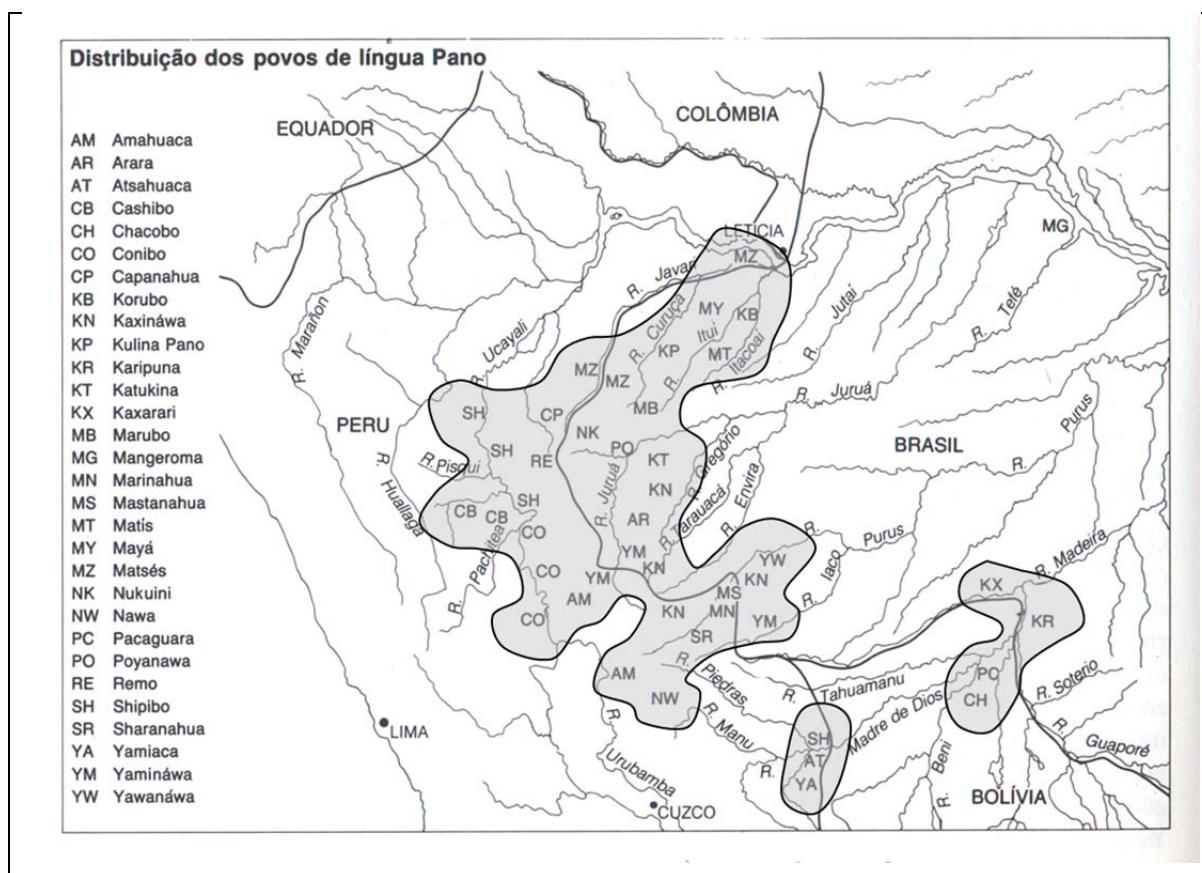 Distribuição dos povos de língua Pano
AM Amahuaca
AR Arara
AT Atsahuaca
CB Cashibo
CH Chacobo
CO Conibo
CP Capanahua
KB Korubo
KN Kaxináwa
KP Kulina Pano
KR Karipuna
KT Katukina
KX Kaxarari
MB Marubo
MG Mangeroma
MN Marinahua
MS Mastanahua
MT Matis
MY Mayá
MZ Matsés
NK Nukuini
NW Nawa
PC Pacaguara
PO Poyanawa
RE Remo
SH Shipibo
SR Sharanahua
YA Yamiaca
YM Yamináwa
YW Yawanáwa
EQUADOR
COLÔMBIA
LETÍCIA
MG
MZ
R. Javari
R. Marañon
R. Ucayali
R. Curuçá
MY
KB
R. Itui
R. Jutaí
R. Tefé
KP
MT
R. Itacoai
MZ
MZ
R. Juruá
MB
SH
CP
PERU
NK
BRASIL
R. Purus
SH
RE
PO
KT
R. Gregório
R. Pisqui
R. Huallaga
R. Juruá
KN
R. Envira
SH
CB
CB
CO
AR
R. Tarauacá
R. Purus
R. Pachitea
YM
YW
R. Iaco
R. Madeira
CO
YM
KN
KN
KX
AM
MS
CO
KN
MN
YM
KR
SR
AM
R. Piedras
R. Tahuamanu
PC
NW
CH
R. Soterio
LIMA
R. Manu
SH
R. Madre de Dios
AT
R. Guaporé
R. Urubamba
YA
R. Beni
BOLÍVIA
CUZCO